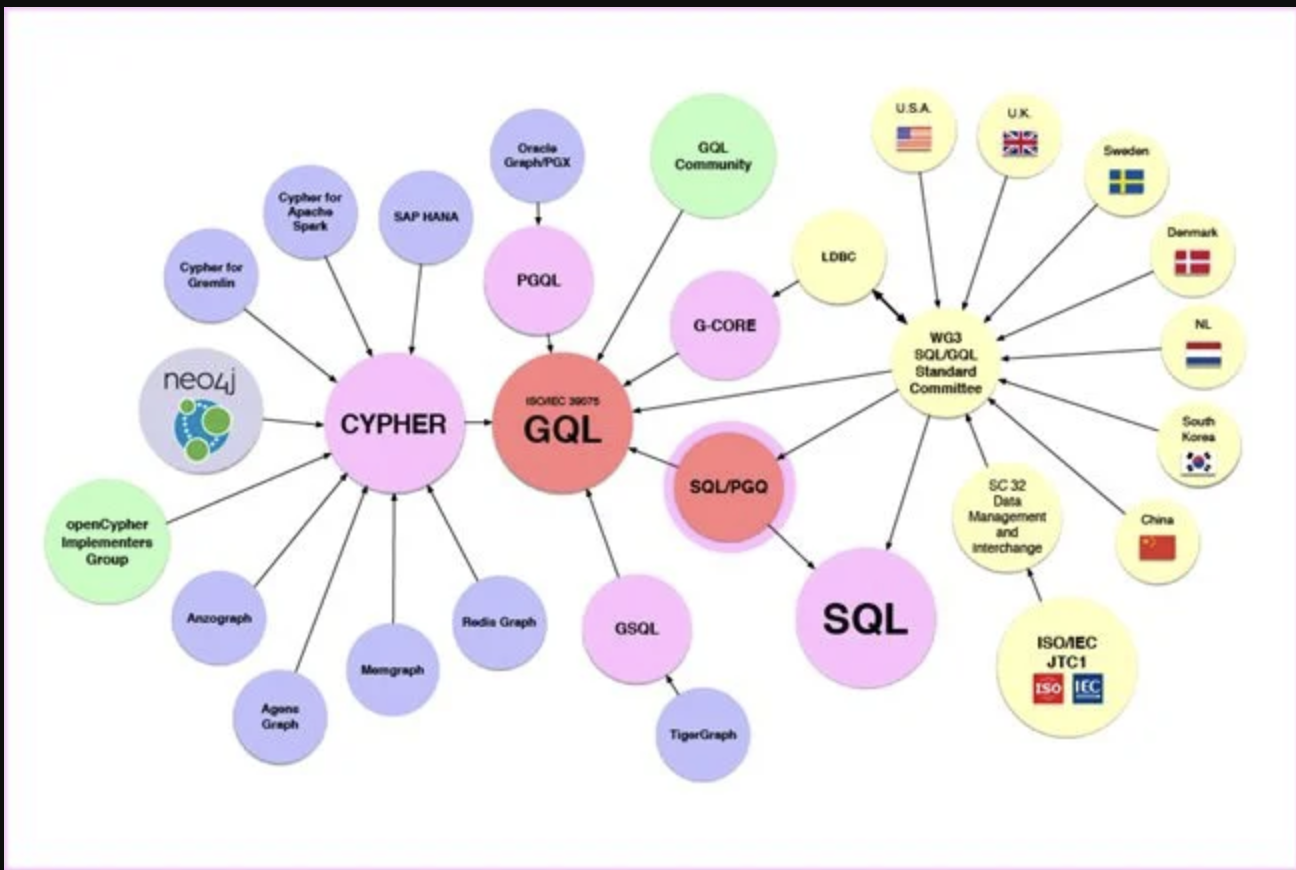 U.S.A.
U.K.
Sweden
Denmark
NL
South
Korea
China
Oracle
Graph/PGX
GQL
Community
Cypher for
Apache
Spark
SAP HANA
Cypher for
Gremlin
PGQL
LDBC
G-CORE
WG3
SQL/GQL
Standard
Committee
neo4j
CYPHER
ISO/IEC 39075
GQL
SQL/PGQ
SC 32
Data
Management
and
Interchange
openCypher
Implementers
Group
Anzograph
Agens
Graph
Memgraph
Redis Graph
GSQL
TigerGraph
SQL
ISO/IEC
JTC1
ISO
IEC